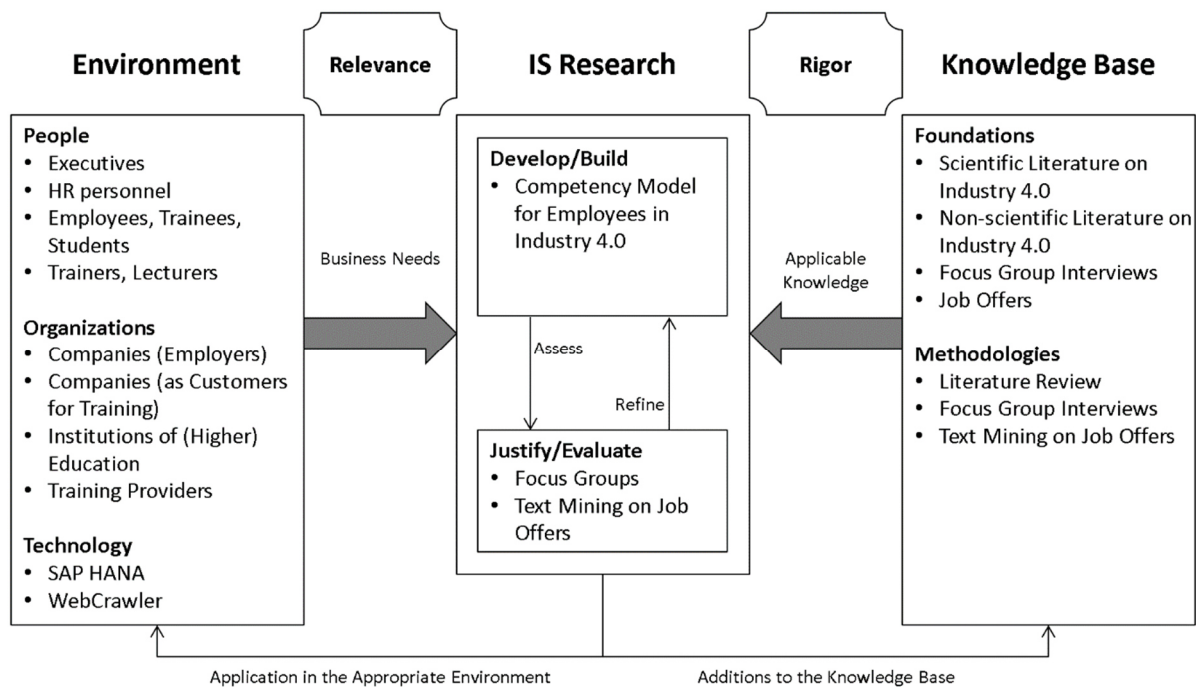 Environment
Relevance
IS Research
Rigor
Knowledge Base
People
• Executives
• HR personnel
• Employees, Trainees,
Students
• Trainers, Lecturers
Organizations
• Companies (Employers)
• Companies (as Customers
for Training)
• Institutions of (Higher)
Education
• Training Providers
Technology
• SAP HANA
• WebCrawler
Business Needs
Develop/Build
• Competency Model
for Employees in
Industry 4.0
Assess
Refine
Justify/Evaluate
• Focus Groups
• Text Mining on Job
Offers
Applicable
Knowledge
Foundations
• Scientific Literature on
Industry 4.0
• Non-scientific Literature on
Industry 4.0
• Focus Group Interviews
• Job Offers
Methodologies
• Literature Review
• Focus Group Interviews
• Text Mining on Job Offers
Application in the Appropriate Environment
Additions to the Knowledge Base